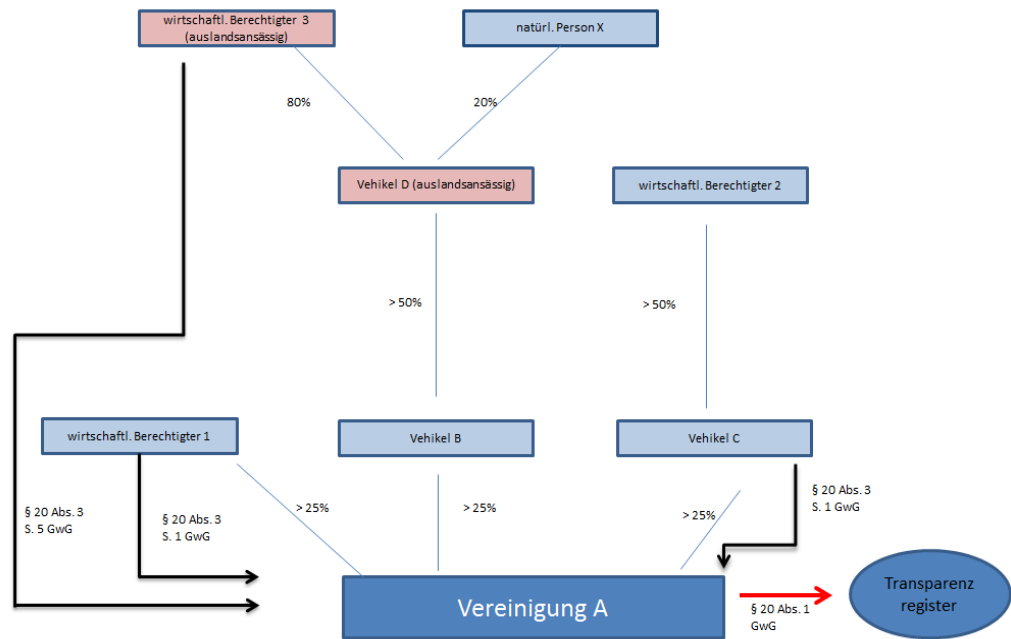 wirtschaftl. Berechtigter 3
(auslandsansässig)
natürl. Person X
80%
20%
Vehikel D (auslandsansässig)
wirtschaftl. Berechtigter 2
> 50%
> 50%
wirtschaftl. Berechtigter 1
Vehikel B
Vehikel C
§ 20 Abs. 3
S. 5 GwG
§ 20 Abs. 3
S. 1 GwG
> 25%
> 25%
> 25%
§ 20 Abs. 3
S. 1 GwG
Vereinigung A
§ 20 Abs. 1
GwG
Transparenz
register